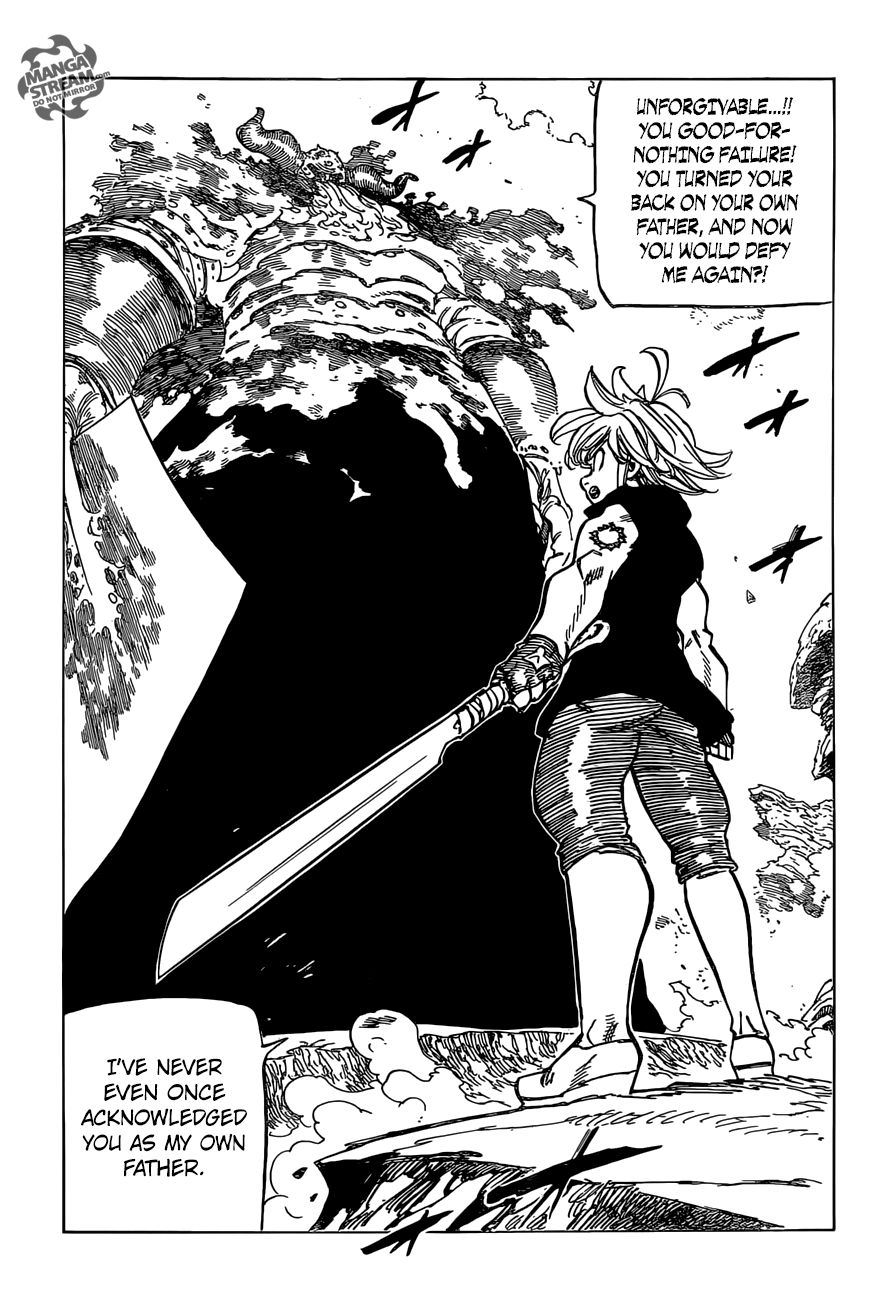 MANGA
STREAM.com
DO NOT MIRROR
UNFORGIVABLE...!!
YOU GOOD-FOR-
NOTHING FAILURE!
YOU TURNED YOUR
BACK ON YOUR OWN
FATHER, AND NOW
YOU WOULD DEFY
ME AGAIN?!
I'VE NEVER
EVEN ONCE
ACKNOWLEDGED
YOU AS MY OWN
FATHER.